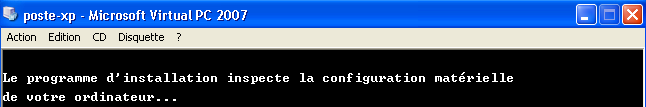 poste-xp - Microsoft Virtual PC 2007
Action Edition CD Disquette ?
Le programme d'installation inspecte la configuration matérielle
de votre ordinateur...